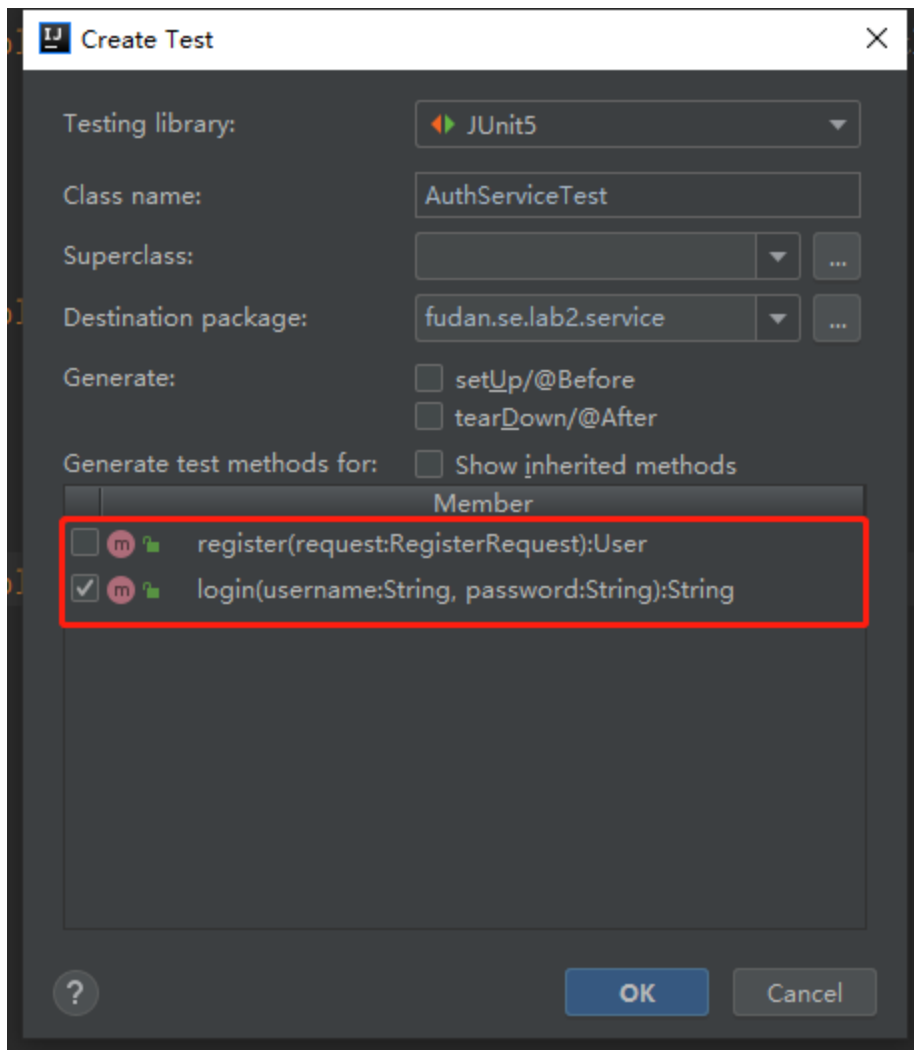 IJ Create Test
Testing library: JUnit5
Class name: AuthServiceTest
Superclass: ...
Destination package: fudan.se.lab2.service ...
Generate: setUp/@Before
tearDown/@After
Generate test methods for: Show inherited methods
Member
m register(request:RegisterRequest):User
m login(username:String, password:String):String
? OK Cancel